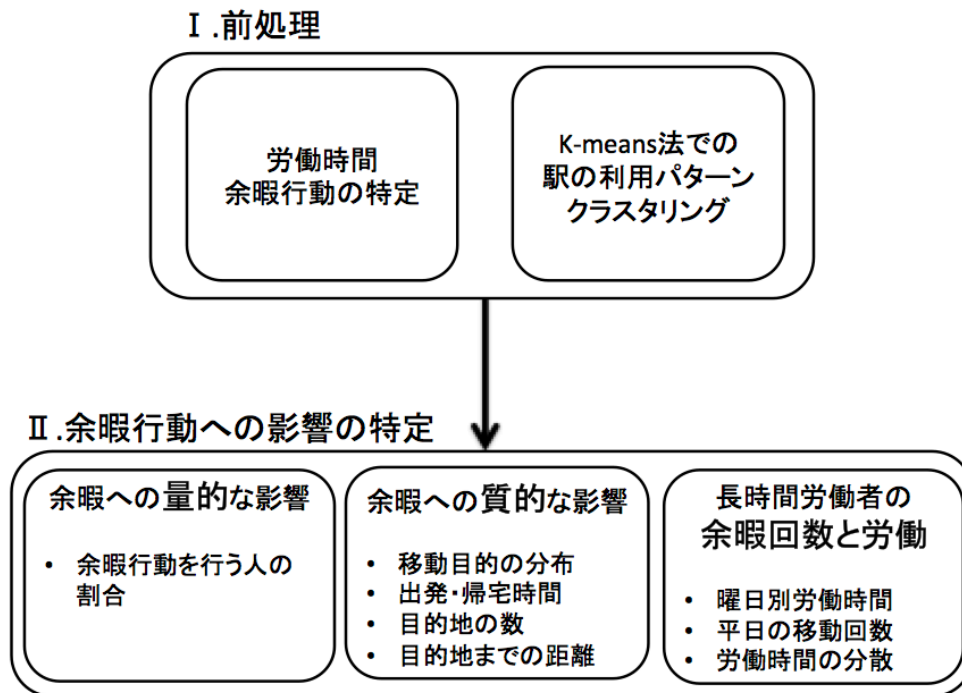 Ⅰ.前処理
労働時間
余暇行動の特定
K-means法での
駅の利用パターン
クラスタリング
Ⅱ.余暇行動への影響の特定
余暇への量的な影響
• 余暇行動を行う人の
割合
余暇への質的な影響
• 移動目的の分布
• 出発・帰宅時間
• 目的地の数
• 目的地までの距離
長時間労働者の
余暇回数と労働
• 曜日別労働時間
• 平日の移動回数
• 労働時間の分散